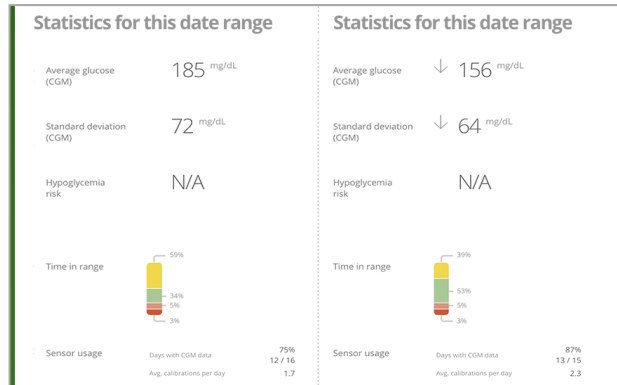 Statistics for this date range
Average glucose
(CGM)
185 mg/dL
Standard deviation
(CGM)
72 mg/dL
Hypoglycemia
risk
N/A
Time in range
59%
34%
5%
3%
Sensor usage
Days with CGM data
75%
12 / 16
Avg. calibrations per day
1.7
Statistics for this date range
Average glucose
(CGM)
↓ 156 mg/dL
Standard deviation
(CGM)
↓ 64 mg/dL
Hypoglycemia
risk
N/A
Time in range
39%
53%
5%
3%
Sensor usage
Days with CGM data
87%
13 / 15
Avg. calibrations per day
2.3